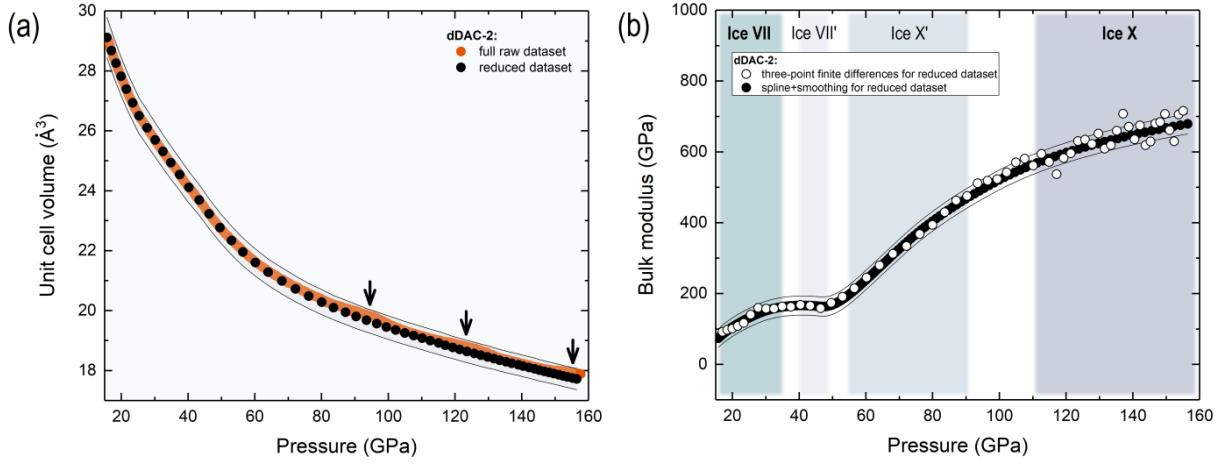 (a)
30
28
26
24
22
20
18
Unit cell volume (Å³)
dDAC-2:
full raw dataset
reduced dataset
20 40 60 80 100 120 140 160
Pressure (GPa)
(b)
1000
800
600
400
200
0
Bulk modulus (GPa)
Ice VII
Ice VII'
Ice X'
Ice X
dDAC-2:
three-point finite differences for reduced dataset
spline+smoothing for reduced dataset
20 40 60 80 100 120 140 160
Pressure (GPa)